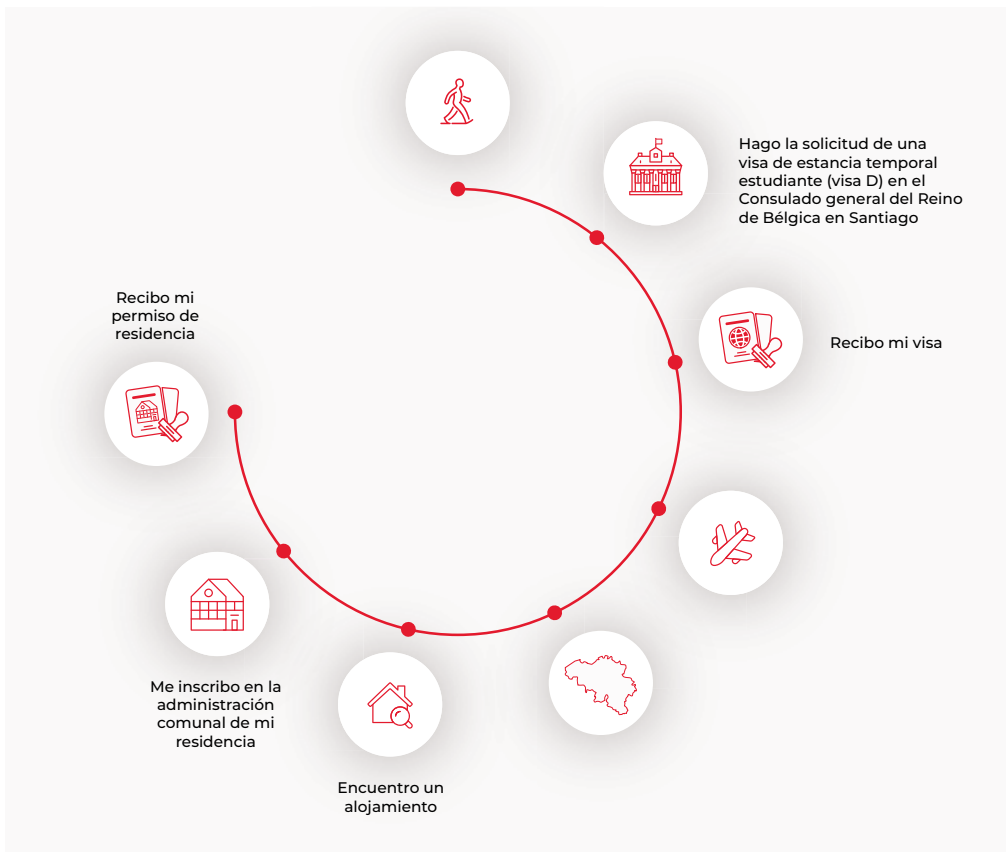 Hago la solicitud de una
visa de estancia temporal
estudiante (visa D) en el
Consulado general del Reino
de Bélgica en Santiago
Recibo mi visa
Encuentro un
alojamiento
Me inscribo en la
administración
comunal de mi
residencia
Recibo mi
permiso de
residencia